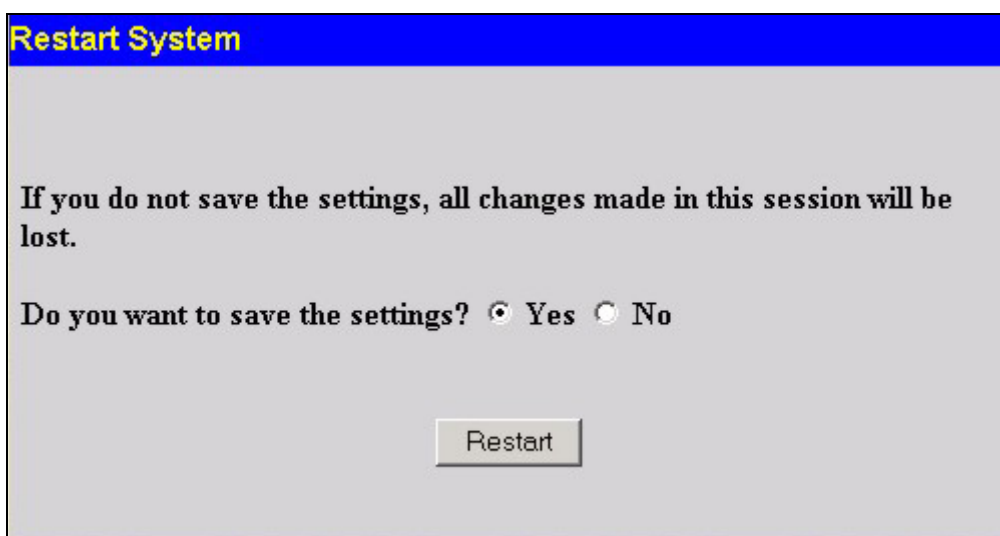 Restart System
If you do not save the settings, all changes made in this session will be
lost.
Do you want to save the settings? Yes No
Restart